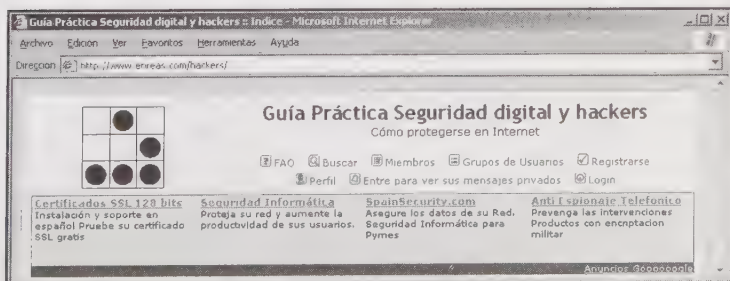 Guía Práctica Seguridad digital y hackers :: Indice - Microsoft Internet Explorer
Archivo Edicion Ver Favoritos Herramientas Ayuda
Direccion http://www enreas.com/hackers/
Guía Práctica Seguridad digital y hackers
Cómo protegerse en Internet
FAQ Buscar Miembros Grupos de Usuarios Registrarse
Perfil Entre para ver sus mensajes privados Login
Certificados SSL 128 bits
Instalación y soporte en
español Pruebe su certificado
SSL gratis
Seguridad Informática
Proteja su red y aumente la
productividad de sus usuarios.
SpainSecurity.com
Asegure los datos de su Red.
Seguridad Informática para
Pymes
Anti Espionaje Telefonico
Prevenga las intervenciones
Productos con encriptacion
militar
Anuncios Goooooogle